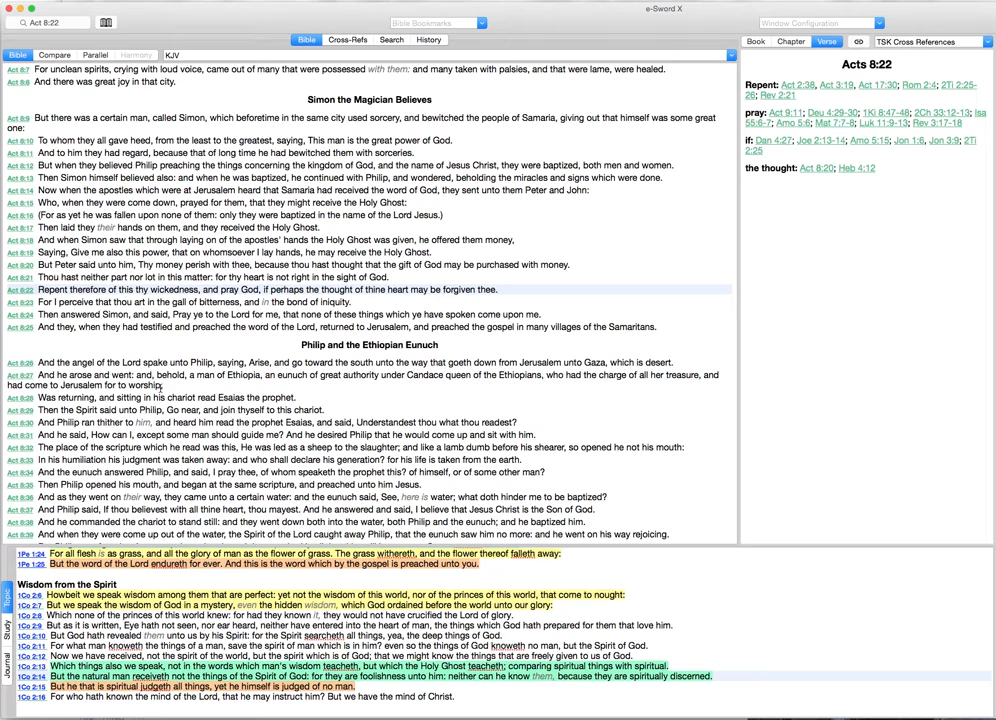 e-Sword X
Act 8:22
Bible Bookmarks
Window Configuration
Bible Cross-Refs Search History
Bible Compare Parallel Harmony KJV
Act 8:7 For unclean spirits, crying with loud voice, came out of many that were possessed with them: and many taken with palsies, and that were lame, were healed.
Act 8:8 And there was great joy in that city.
Simon the Magician Believes
Act 8:9 But there was a certain man, called Simon, which beforetime in the same city used sorcery, and bewitched the people of Samaria, giving out that himself was some great
one:
Act 8:10 To whom they all gave heed, from the least to the greatest, saying, This man is the great power of God.
Act 8:11 And to him they had regard, because that of long time he had bewitched them with sorceries.
Act 8:12 But when they believed Philip preaching the things concerning the kingdom of God, and the name of Jesus Christ, they were baptized, both men and women.
Act 8:13 Then Simon himself believed also: and when he was baptized, he continued with Philip, and wondered, beholding the miracles and signs which were done.
Act 8:14 Now when the apostles which were at Jerusalem heard that Samaria had received the word of God, they sent unto them Peter and John:
Act 8:15 Who, when they were come down, prayed for them, that they might receive the Holy Ghost:
Act 8:16 (For as yet he was fallen upon none of them: only they were baptized in the name of the Lord Jesus.)
Act 8:17 Then laid they their hands on them, and they received the Holy Ghost.
Act 8:18 And when Simon saw that through laying on of the apostles' hands the Holy Ghost was given, he offered them money,
Act 8:19 Saying, Give me also this power, that on whomsoever I lay hands, he may receive the Holy Ghost.
Act 8:20 But Peter said unto him, Thy money perish with thee, because thou hast thought that the gift of God may be purchased with money.
Act 8:21 Thou hast neither part nor lot in this matter: for thy heart is not right in the sight of God.
Act 8:22 Repent therefore of this thy wickedness, and pray God, if perhaps the thought of thine heart may be forgiven thee.
Act 8:23 For I perceive that thou art in the gall of bitterness, and in the bond of iniquity.
Act 8:24 Then answered Simon, and said, Pray ye to the Lord for me, that none of these things which ye have spoken come upon me.
Act 8:25 And they, when they had testified and preached the word of the Lord, returned to Jerusalem, and preached the gospel in many villages of the Samaritans.
Philip and the Ethiopian Eunuch
Act 8:26 And the angel of the Lord spake unto Philip, saying, Arise, and go toward the south unto the way that goeth down from Jerusalem unto Gaza, which is desert.
Act 8:27 And he arose and went: and, behold, a man of Ethiopia, an eunuch of great authority under Candace queen of the Ethiopians, who had the charge of all her treasure, and
had come to Jerusalem for to worship,
Act 8:28 Was returning, and sitting in his chariot read Esaias the prophet.
Act 8:29 Then the Spirit said unto Philip, Go near, and join thyself to this chariot.
Act 8:30 And Philip ran thither to him, and heard him read the prophet Esaias, and said, Understandest thou what thou readest?
Act 8:31 And he said, How can I, except some man should guide me? And he desired Philip that he would come up and sit with him.
Act 8:32 The place of the scripture which he read was this, He was led as a sheep to the slaughter; and like a lamb dumb before his shearer, so opened he not his mouth:
Act 8:33 In his humiliation his judgment was taken away: and who shall declare his generation? for his life is taken from the earth.
Act 8:34 And the eunuch answered Philip, and said, I pray thee, of whom speaketh the prophet this? of himself, or of some other man?
Act 8:35 Then Philip opened his mouth, and began at the same scripture, and preached unto him Jesus.
Act 8:36 And as they went on their way, they came unto a certain water: and the eunuch said, See, here is water; what doth hinder me to be baptized?
Act 8:37 And Philip said, If thou believest with all thine heart, thou mayest. And he answered and said, I believe that Jesus Christ is the Son of God.
Act 8:38 And he commanded the chariot to stand still: and they went down both into the water, both Philip and the eunuch; and he baptized him.
Act 8:39 And when they were come up out of the water, the Spirit of the Lord caught away Philip, that the eunuch saw him no more: and he went on his way rejoicing.
Book Chapter Verse TSK Cross References
Acts 8:22
Repent: Act 2:38, Act 3:19, Act 17:30; Rom 2:4; 2Ti 2:25-
26; Rev 2:21
pray: Act 9:11; Deu 4:29-30; 1Ki 8:47-48; 2Ch 33:12-13; Isa
55:6-7; Amo 5:6; Mat 7:7-8; Luk 11:9-13; Rev 3:17-18
if: Dan 4:27; Joe 2:13-14; Amo 5:15; Jon 1:6, Jon 3:9; 2Ti
2:25
the thought: Act 8:20; Heb 4:12
Topic
Study
Journal
1Pe 1:24 For all flesh is as grass, and all the glory of man as the flower of grass. The grass withereth, and the flower thereof falleth away:
1Pe 1:25 But the word of the Lord endureth for ever. And this is the word which by the gospel is preached unto you.
Wisdom from the Spirit
1Co 2:6 Howbeit we speak wisdom among them that are perfect: yet not the wisdom of this world, nor of the princes of this world, that come to nought:
1Co 2:7 But we speak the wisdom of God in a mystery, even the hidden wisdom, which God ordained before the world unto our glory:
1Co 2:8 Which none of the princes of this world knew: for had they known it, they would not have crucified the Lord of glory.
1Co 2:9 But as it is written, Eye hath not seen, nor ear heard, neither have entered into the heart of man, the things which God hath prepared for them that love him.
1Co 2:10 But God hath revealed them unto us by his Spirit: for the Spirit searcheth all things, yea, the deep things of God.
1Co 2:11 For what man knoweth the things of a man, save the spirit of man which is in him? even so the things of God knoweth no man, but the Spirit of God.
1Co 2:12 Now we have received, not the spirit of the world, but the spirit which is of God; that we might know the things that are freely given to us of God.
1Co 2:13 Which things also we speak, not in the words which man's wisdom teacheth, but which the Holy Ghost teacheth; comparing spiritual things with spiritual.
1Co 2:14 But the natural man receiveth not the things of the Spirit of God: for they are foolishness unto him: neither can he know them, because they are spiritually discerned.
1Co 2:15 But he that is spiritual judgeth all things, yet he himself is judged of no man.
1Co 2:16 For who hath known the mind of the Lord, that he may instruct him? But we have the mind of Christ.